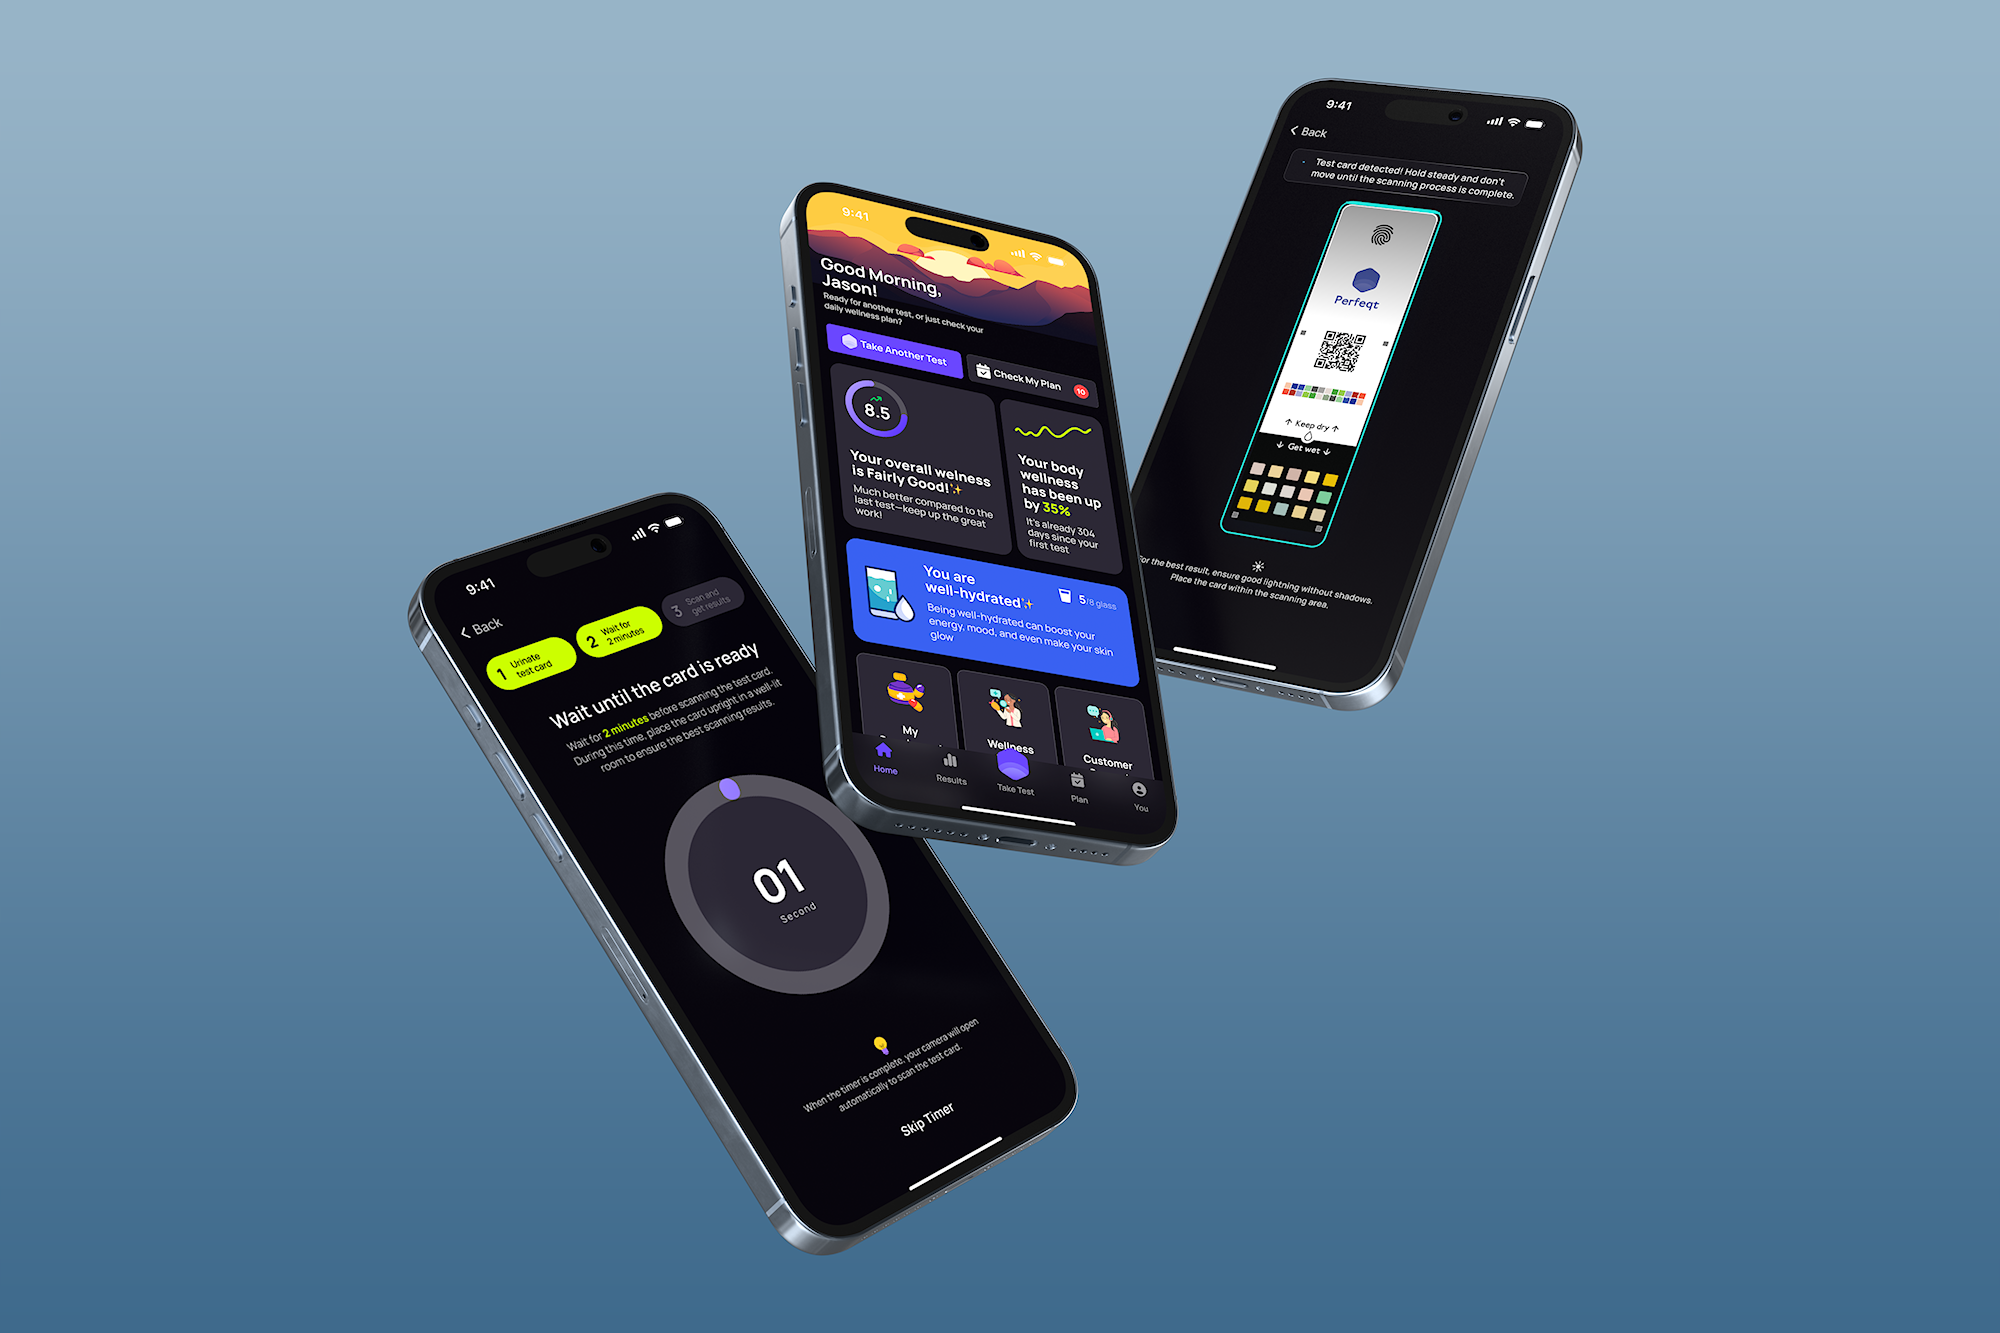 9:41
Back
1 Urinate
test card
2 Wait for
2 minutes
3 Scan and
get results
Wait until the card is ready
Wait for 2 minutes before scanning the test card.
During this time, place the card upright in a well-lit
room to ensure the best scanning results.
01
Second
When the timer is complete, your camera will open
automatically to scan the test card.
Skip Timer
9:41
Good Morning,
Jason!
Ready for another test, or just check your
daily wellness plan?
Take Another Test
Check My Plan
10
8.5
Your overall welness
is Fairly Good!✨
Much better compared to the
last test—keep up the great
work!
Your body
wellness
has been up
by 35%
It's already 304
days since your
first test
You are
well-hydrated✨
5/8 glass
Being well-hydrated can boost your
energy, mood, and even make your skin
glow
My
Wellness
Customer
Home
Results
Take Test
Plan
You
9:41
Back
Test card detected! Hold steady and don't
move until the scanning process is complete.
Perfeqt
↑ Keep dry ↑
↓ Get wet ↓
For the best result, ensure good lightning without shadows.
Place the card within the scanning area.